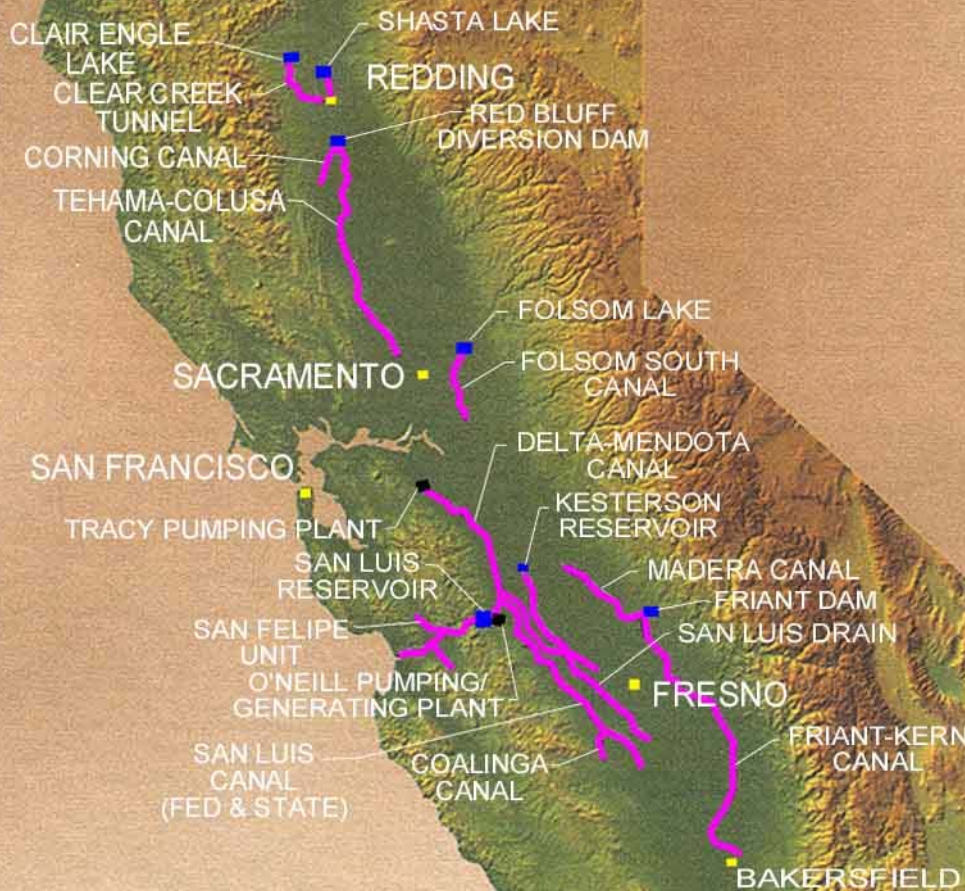 SHASTA LAKE
CLAIR ENGLE
LAKE
REDDING
CLEAR CREEK
TUNNEL
RED BLUFF
DIVERSION DAM
CORNING CANAL
TEHAMA-COLUSA
CANAL
FOLSOM LAKE
FOLSOM SOUTH
CANAL
SACRAMENTO
DELTA-MENDOTA
CANAL
SAN FRANCISCO
KESTERSON
RESERVOIR
TRACY PUMPING PLANT
SAN LUIS
RESERVOIR
MADERA CANAL
FRIANT DAM
SAN FELIPE
UNIT
SAN LUIS DRAIN
O'NEILL PUMPING/
GENERATING PLANT
FRESNO
SAN LUIS
CANAL
(FED & STATE)
COALINGA
CANAL
FRIANT-KERN
CANAL
BAKERSFIELD